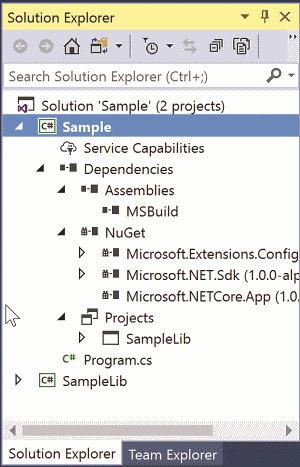 Solution Explorer
Search Solution Explorer (Ctrl+;)
Solution 'Sample' (2 projects)
C# Sample
Service Capabilities
Dependencies
Assemblies
MSBuild
NuGet
Microsoft.Extensions.Config
Microsoft.NET.Sdk (1.0.0-alp
Microsoft.NETCore.App (1.0.
Projects
SampleLib
C# Program.cs
C# SampleLib
Solution Explorer Team Explorer